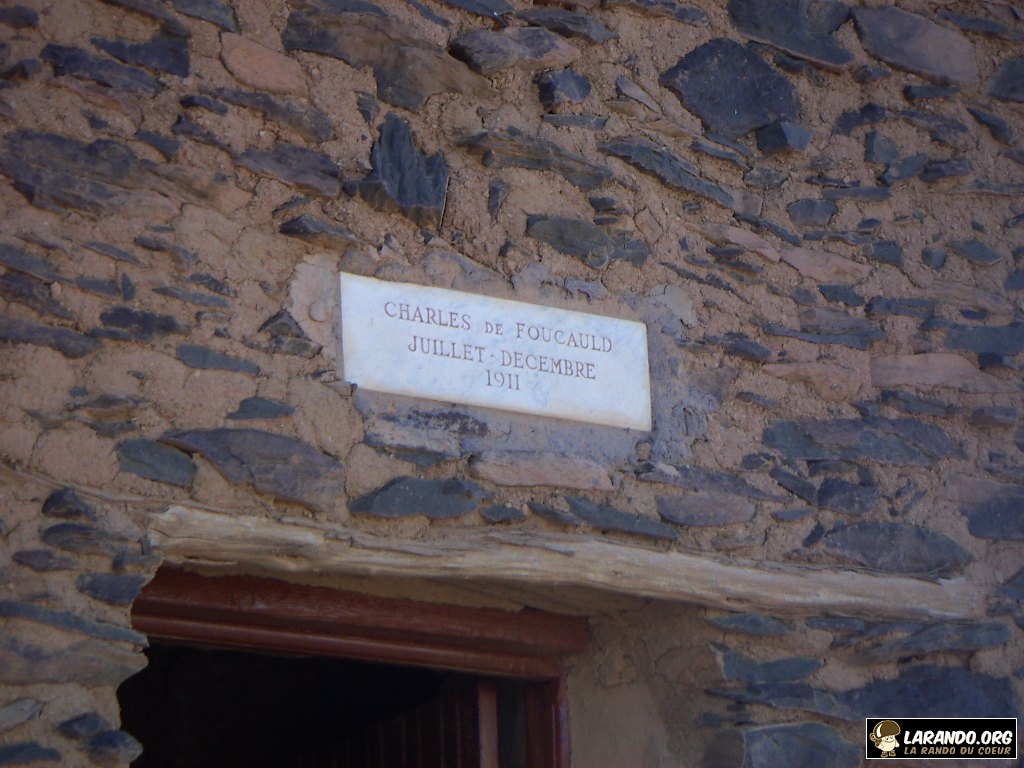 CHARLES DE FOUCAULD
JUILLET - DECEMBRE
1911
LARANDO.ORG
LA RANDO DU COEUR